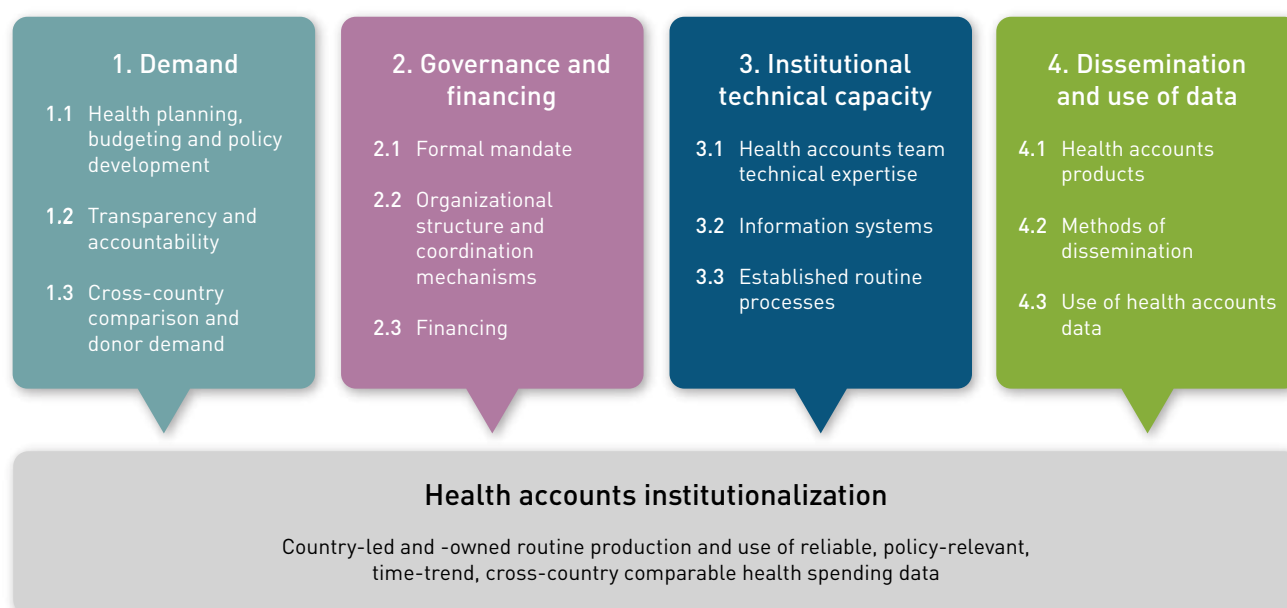 1. Demand
1.1 Health planning,
budgeting and policy
development
1.2 Transparency and
accountability
1.3 Cross-country
comparison and
donor demand
2. Governance and
financing
2.1 Formal mandate
2.2 Organizational
structure and
coordination
mechanisms
2.3 Financing
3. Institutional
technical capacity
3.1 Health accounts team
technical expertise
3.2 Information systems
3.3 Established routine
processes
4. Dissemination
and use of data
4.1 Health accounts
products
4.2 Methods of
dissemination
4.3 Use of health accounts
data
Health accounts institutionalization
Country-led and -owned routine production and use of reliable, policy-relevant,
time-trend, cross-country comparable health spending data